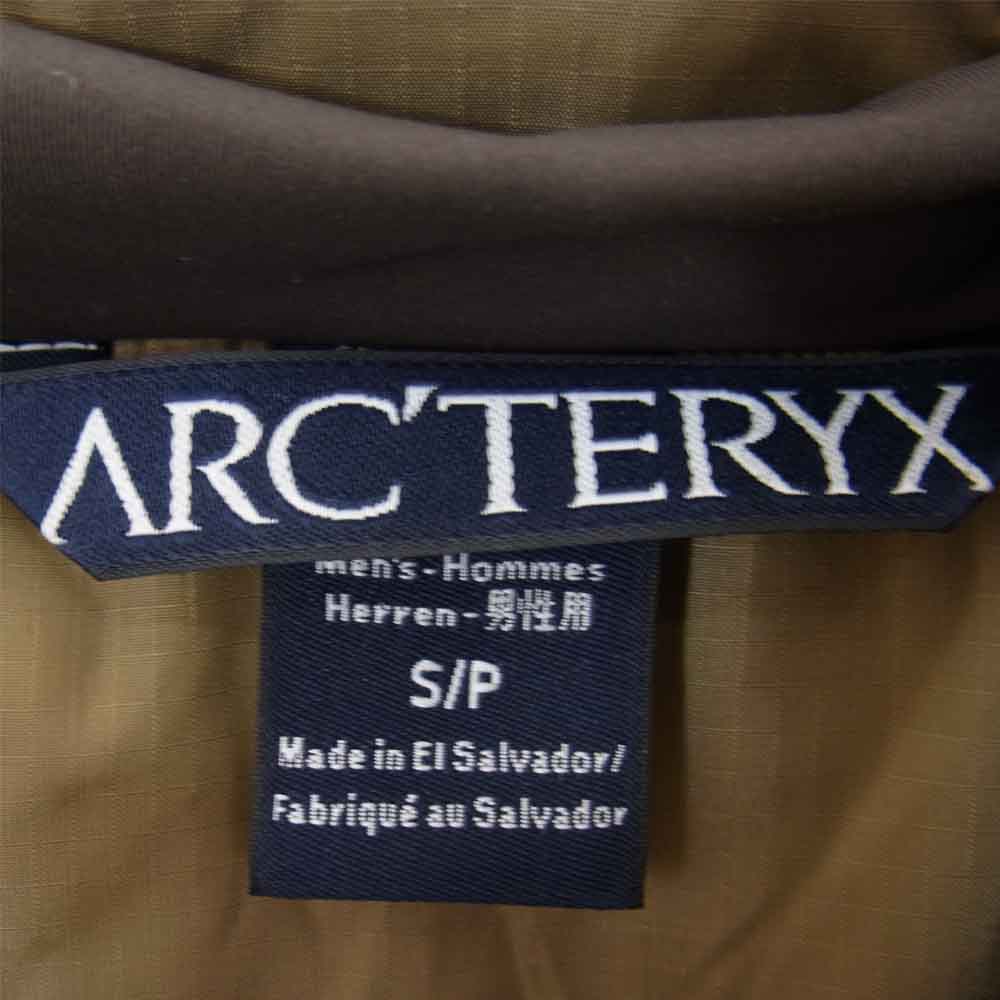 ARC'TERYX
Men's - Hommes
Herren - 男性用
S/P
Made in El Salvador/
Fabriqué au Salvador